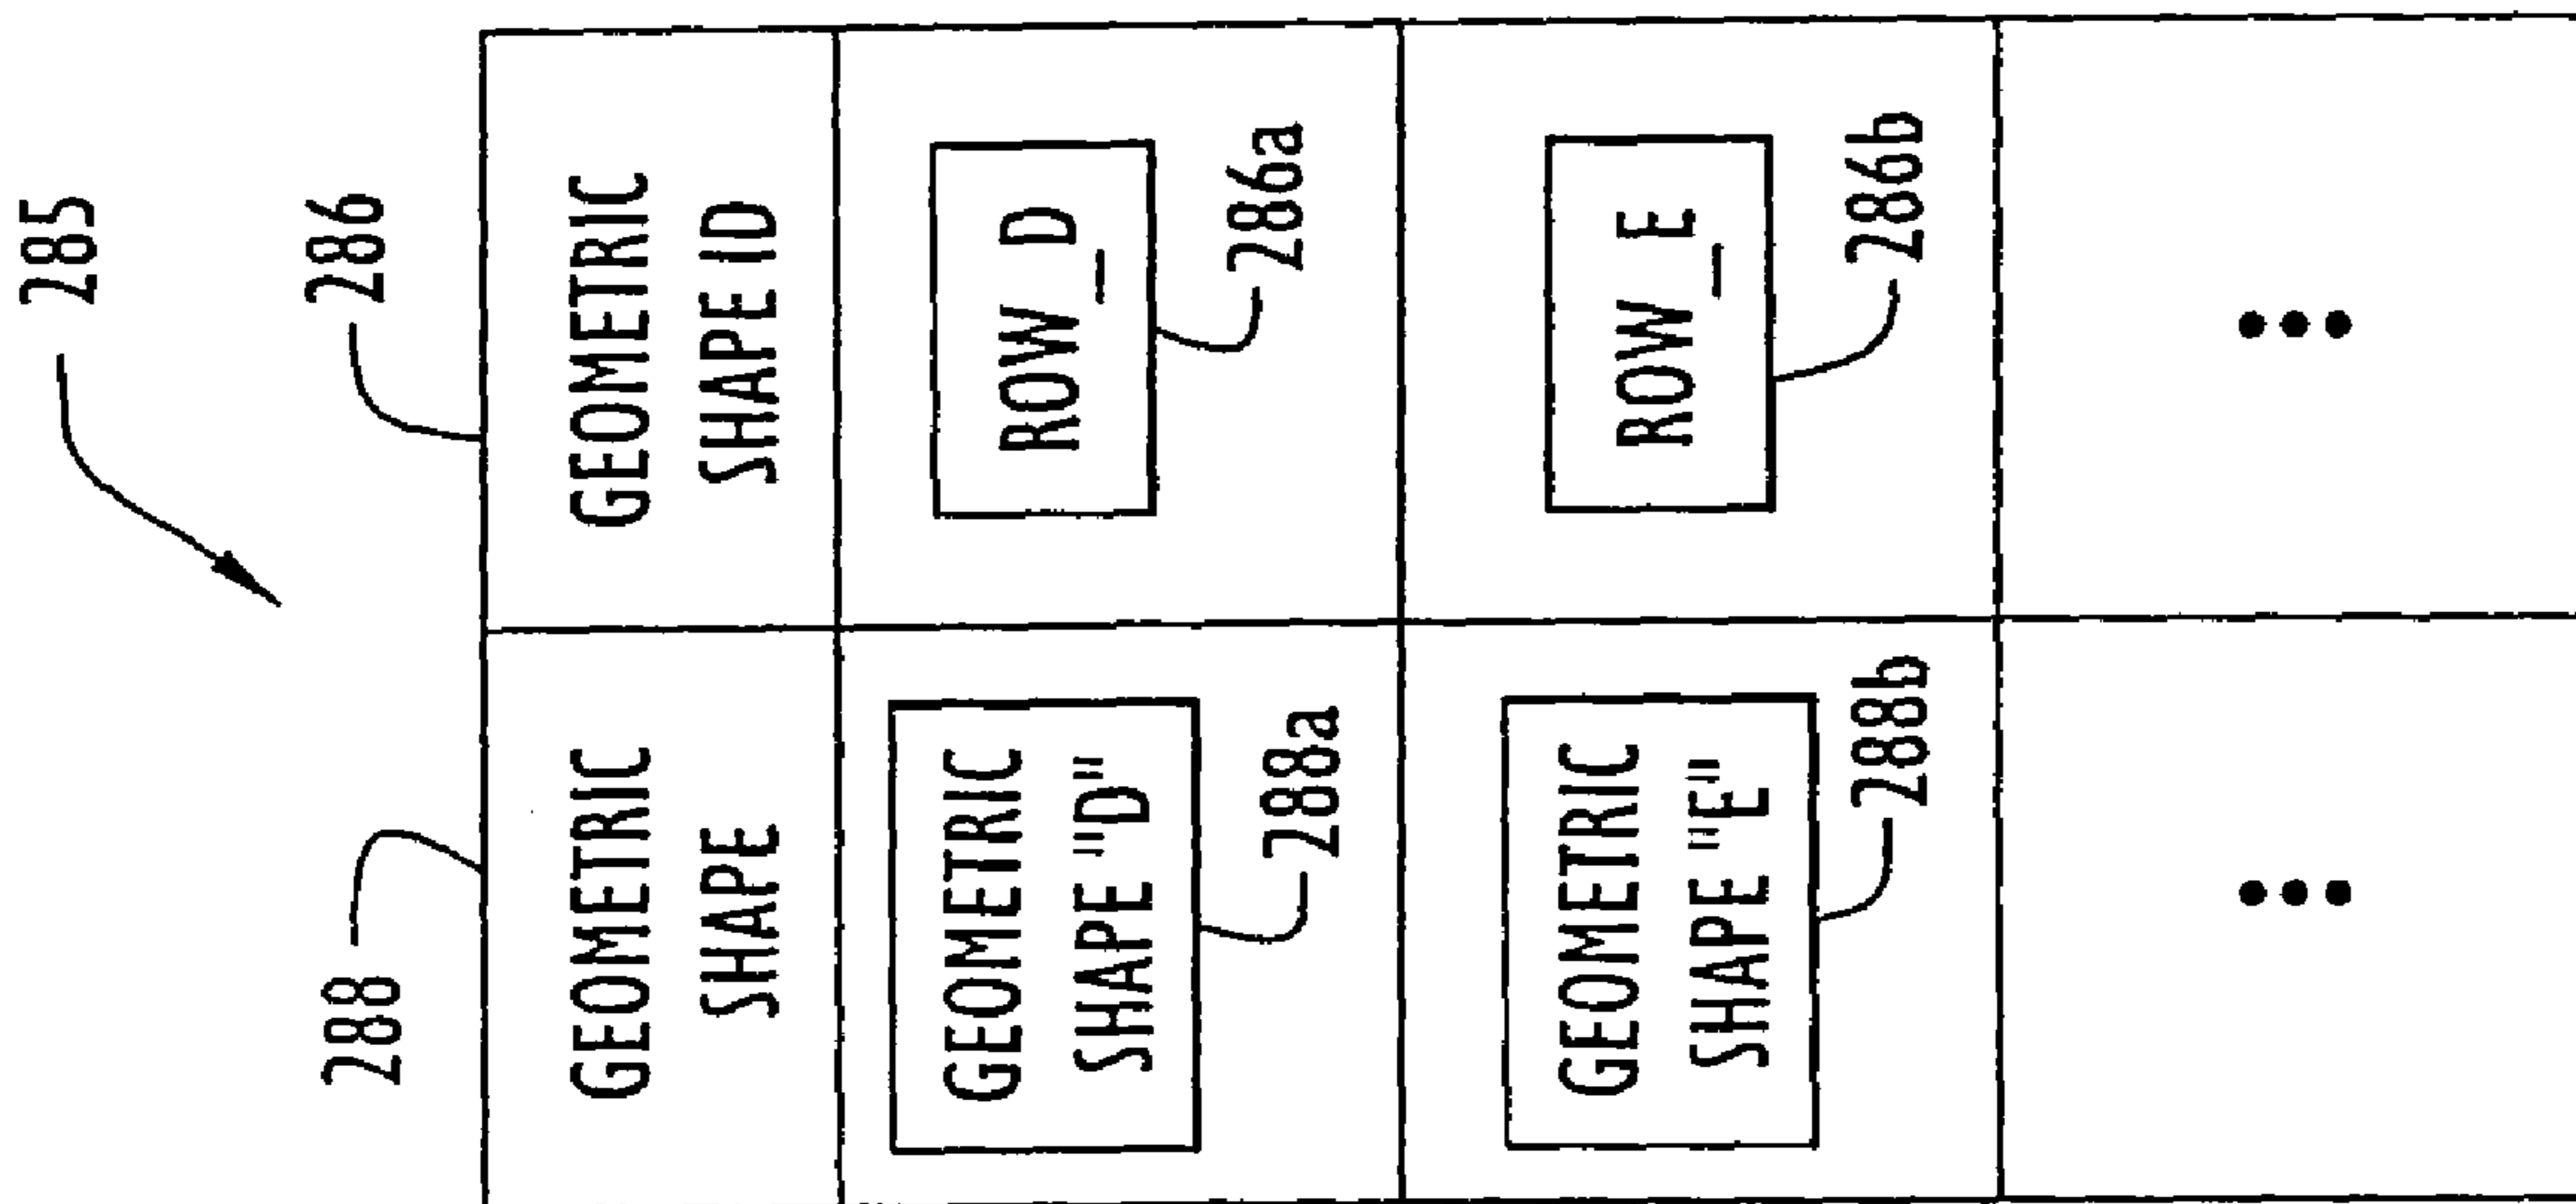 285
288
286
GEOMETRIC
SHAPE
GEOMETRIC
SHAPE ID
GEOMETRIC
SHAPE "D"
288a
ROW_D
286a
GEOMETRIC
SHAPE "E"
288b
ROW_E
286b